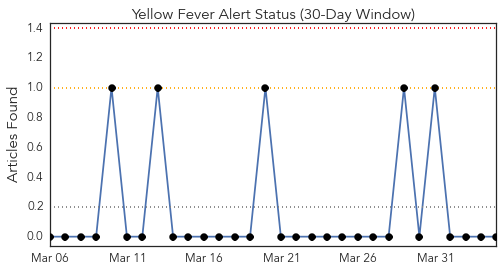 Yellow Fever Alert Status (30-Day Window)
Articles Found
1.4
1.2
1.0
0.8
0.6
0.4
0.2
0.0
Mar 06 Mar 11 Mar 16 Mar 21 Mar 26 Mar 31